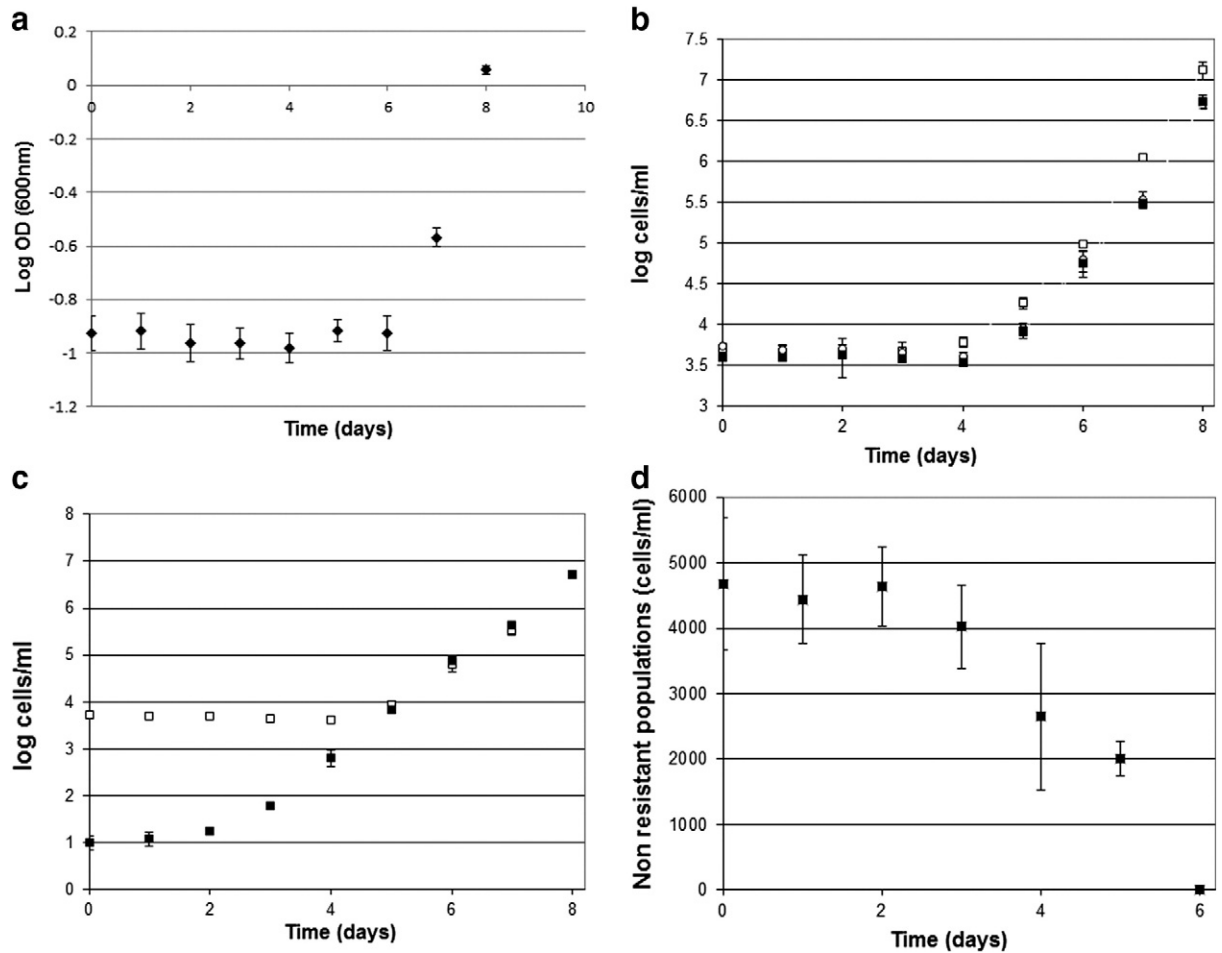 a
0.2
0
0 2 4 6 8 10
-0.2
-0.4
-0.6
-0.8
-1
-1.2
Log OD (600nm)
Time (days)
b
7.5
7
6.5
6
5.5
5
4.5
4
3.5
3
0 2 4 6 8
log cells/ml
Time (days)
c
8
7
6
5
4
3
2
1
0
0 2 4 6 8
log cells/ml
Time (days)
d
6000
5000
4000
3000
2000
1000
0
0 2 4 6
Non resistant populations (cells/ml)
Time (days)